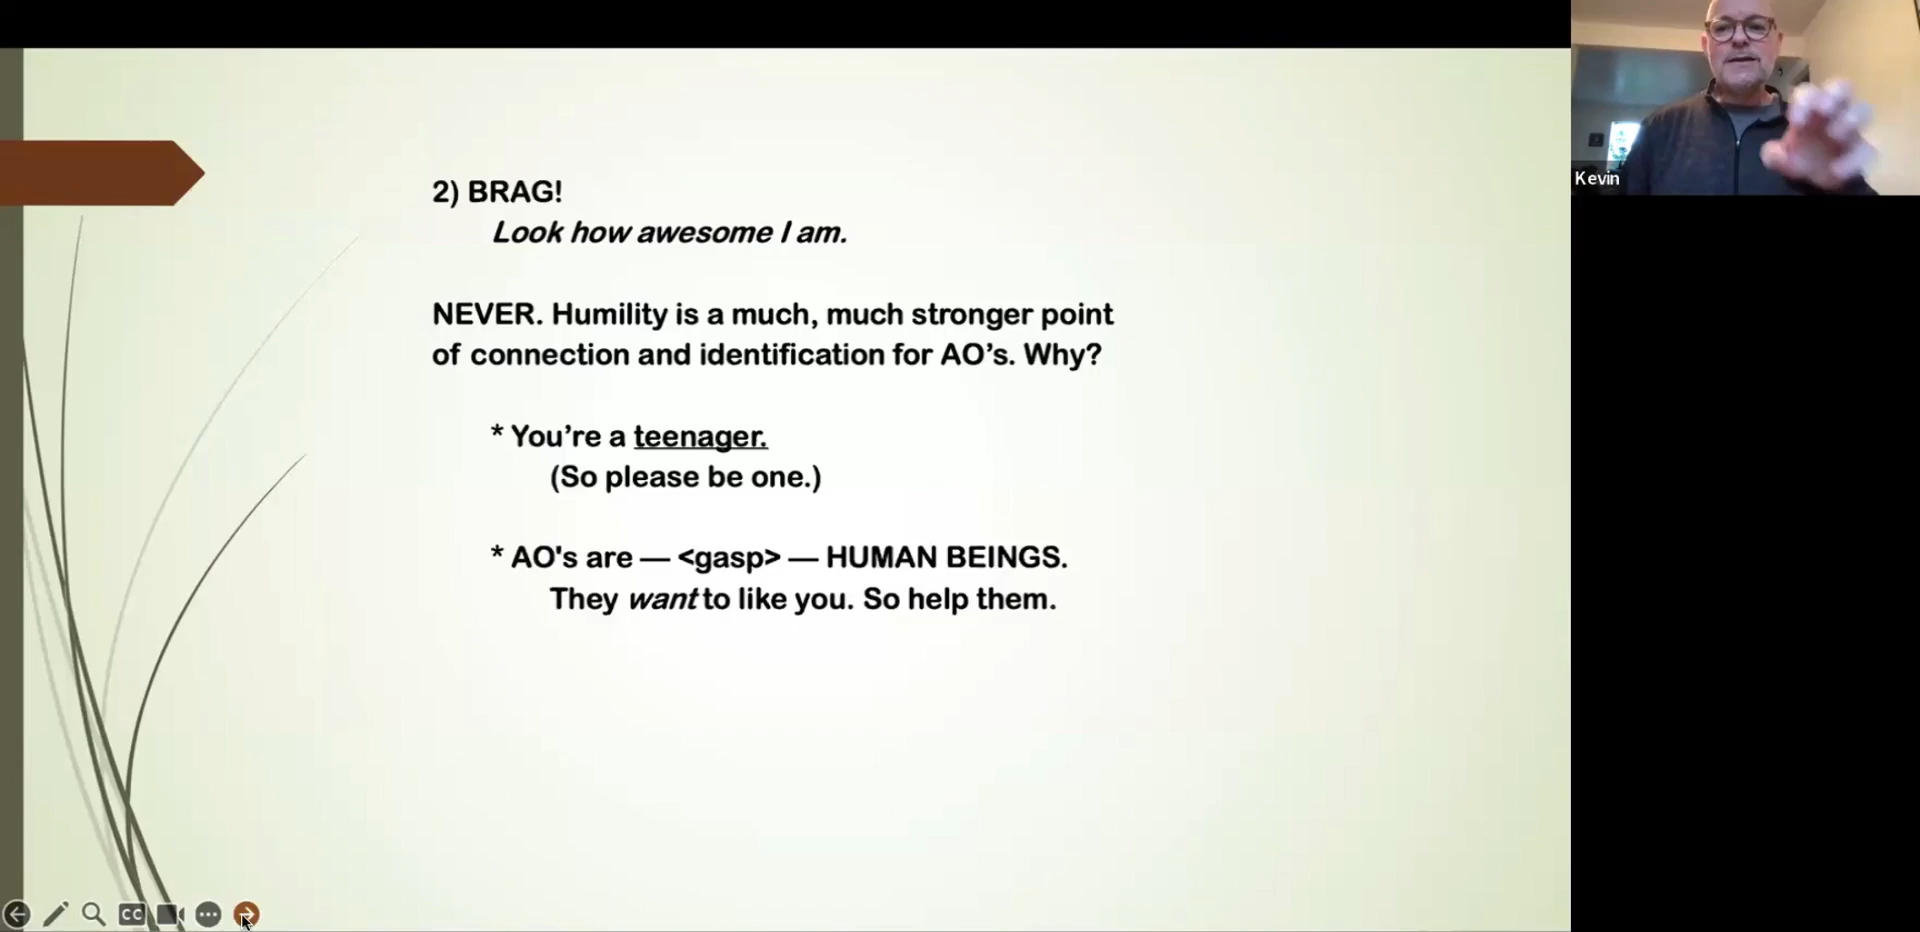 2) BRAG!
Look how awesome I am.
NEVER. Humility is a much, much stronger point
of connection and identification for AO’s. Why?
* You’re a teenager.
(So please be one.)
* AO's are — <gasp> — HUMAN BEINGS.
They want to like you. So help them.
Kevin
CC